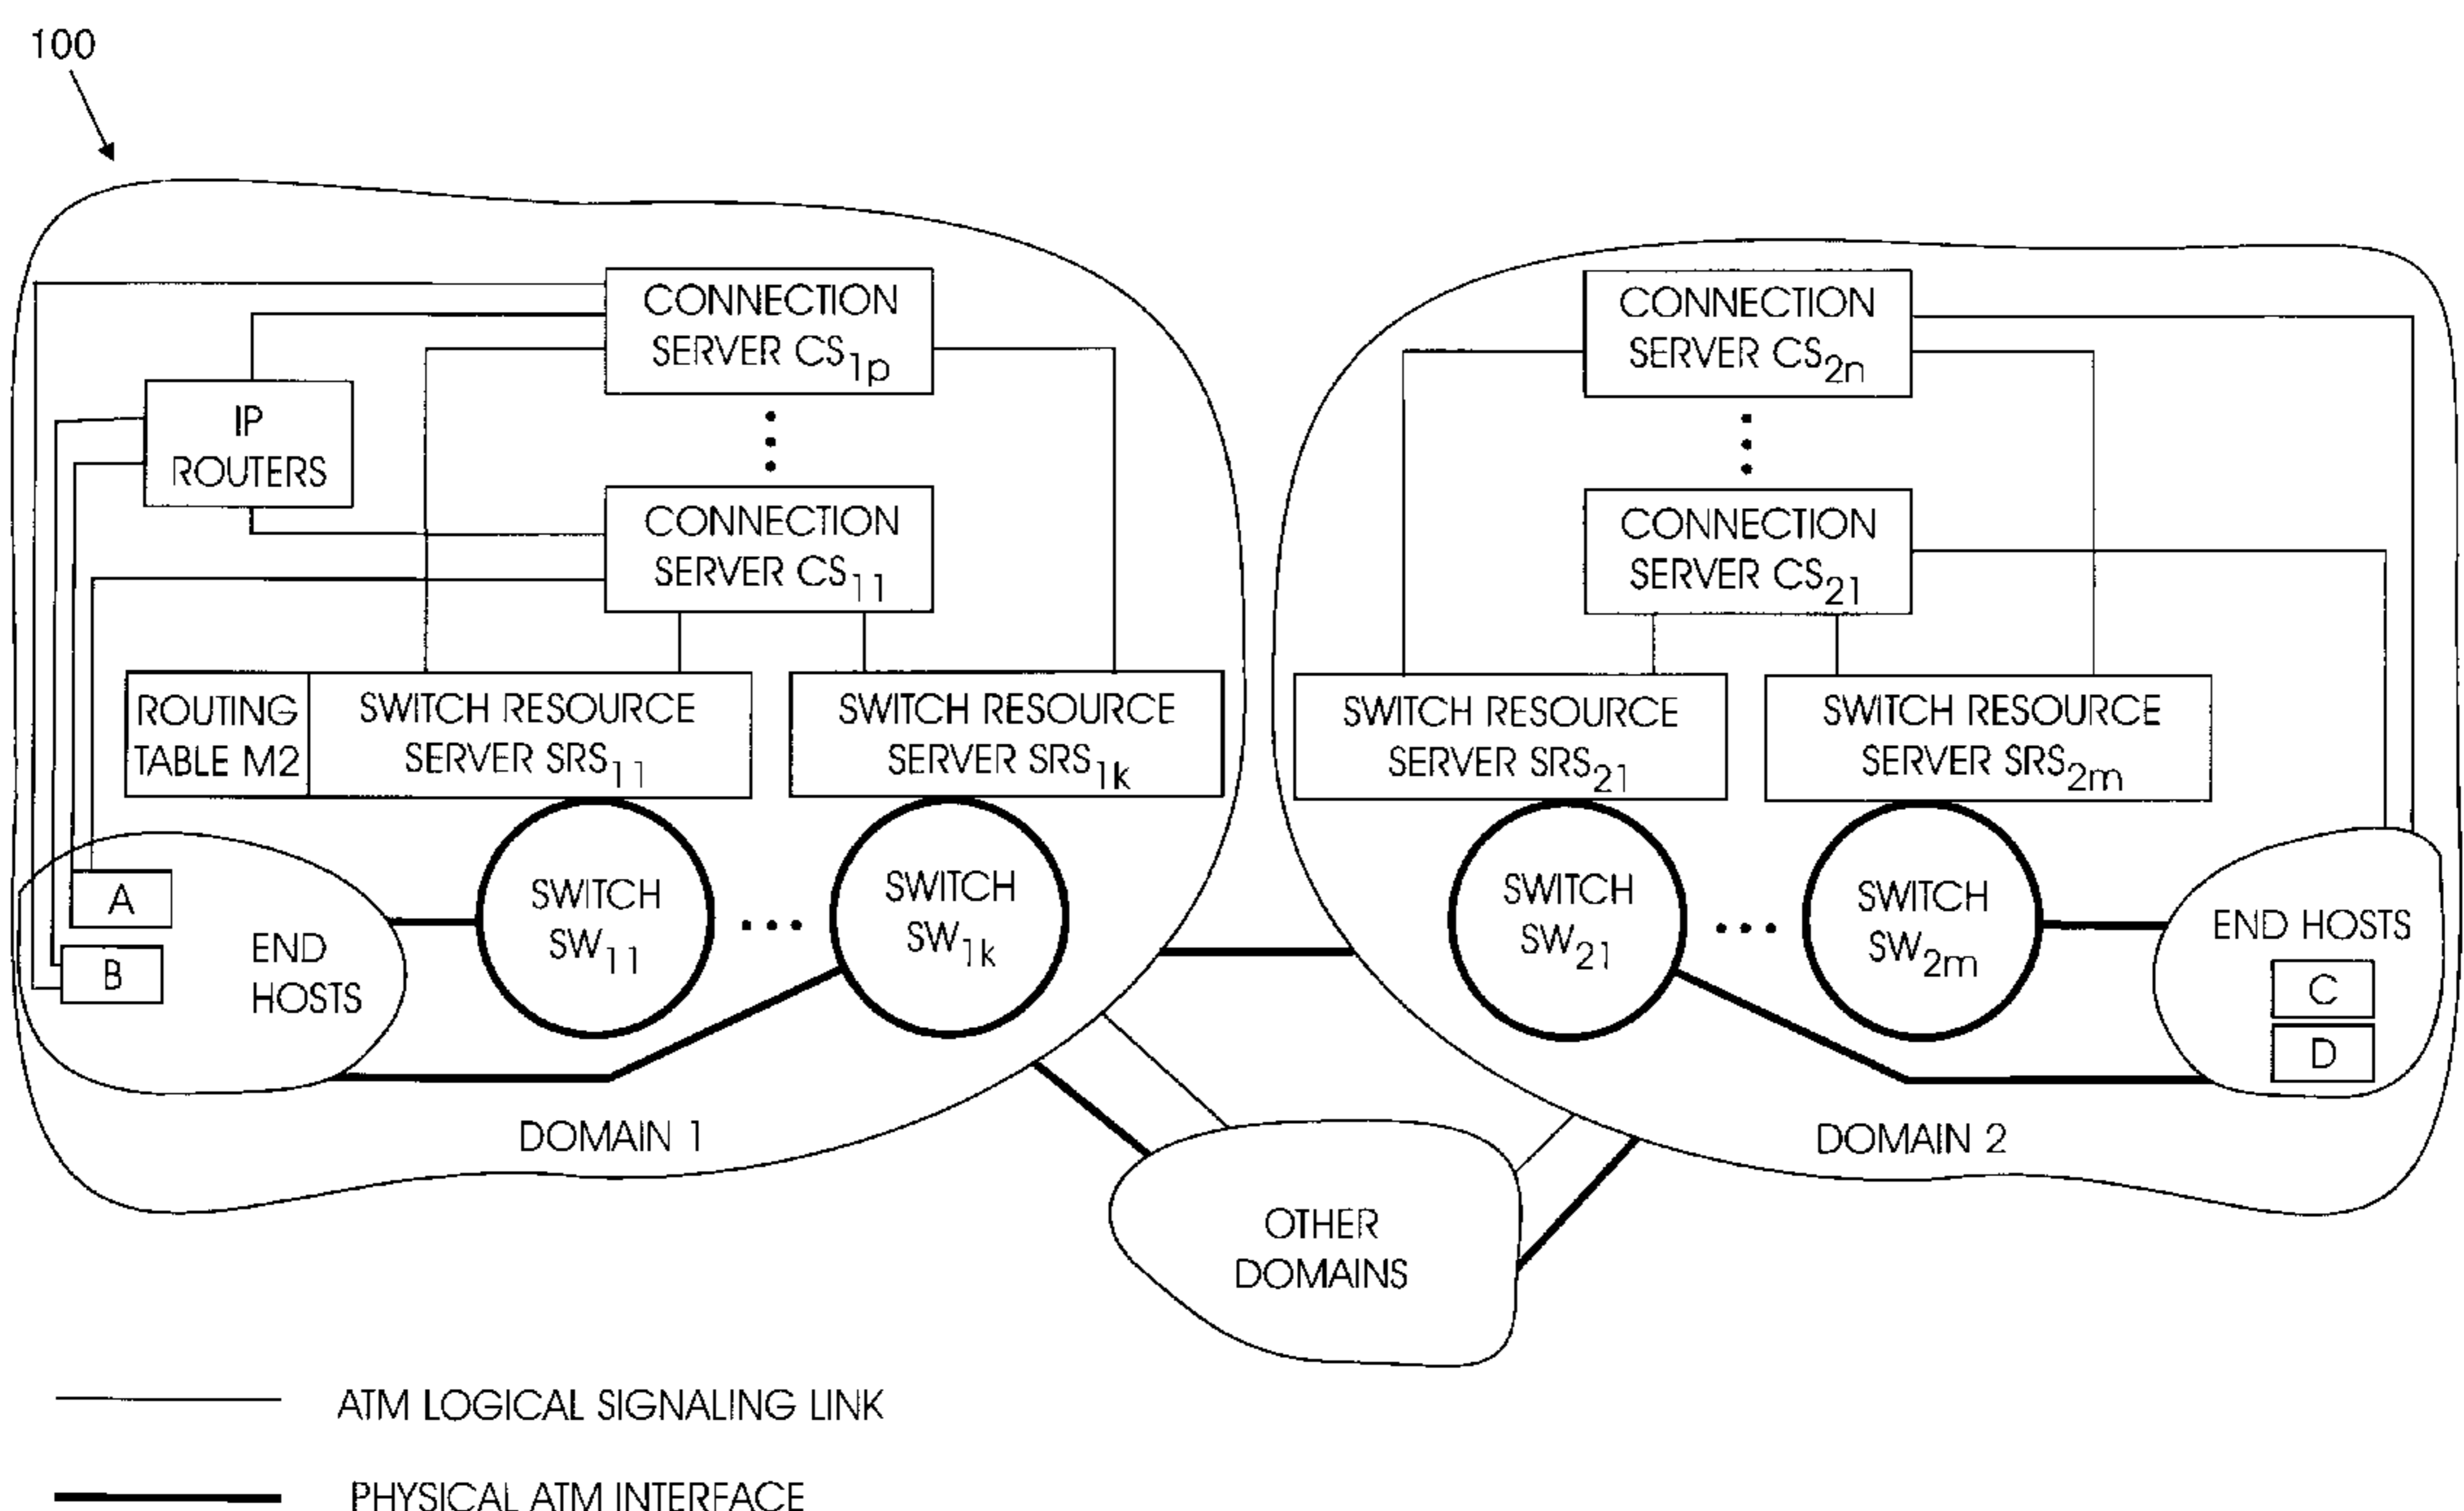 100
CONNECTION
SERVER CS1p
IP
ROUTERS
CONNECTION
SERVER CS11
ROUTING
TABLE M2
SWITCH RESOURCE
SERVER SRS11
SWITCH RESOURCE
SERVER SRS1k
A
B
END
HOSTS
SWITCH
SW11
SWITCH
SW1k
DOMAIN 1
CONNECTION
SERVER CS2n
CONNECTION
SERVER CS21
SWITCH RESOURCE
SERVER SRS21
SWITCH RESOURCE
SERVER SRS2m
SWITCH
SW21
SWITCH
SW2m
END HOSTS
C
D
DOMAIN 2
OTHER
DOMAINS
ATM LOGICAL SIGNALING LINK
PHYSICAL ATM INTERFACE